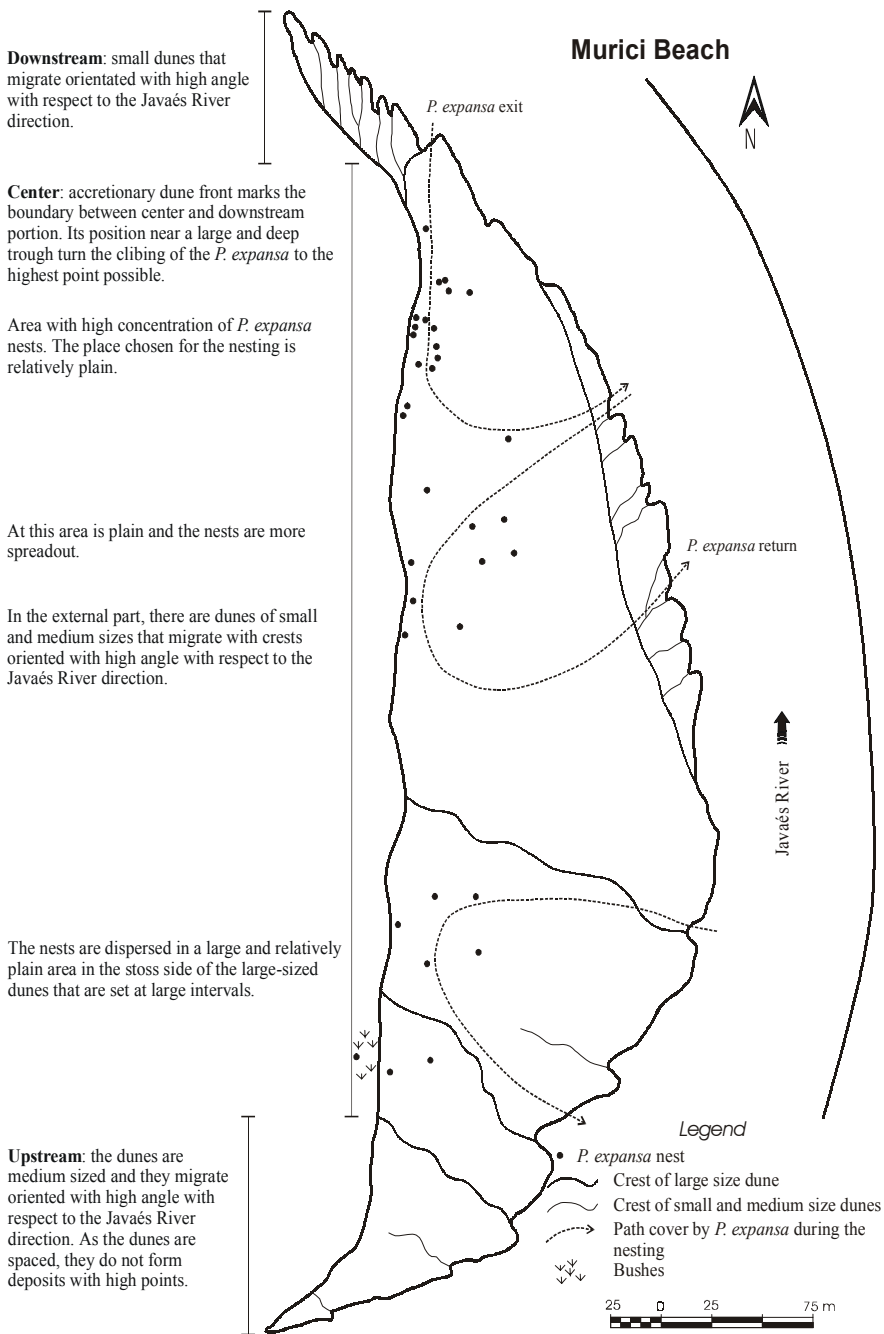 Murici Beach
Downstream: small dunes that
migrate orientated with high angle
with respect to the Javaés River
direction.
P. expansa exit
N
Center: accretionary dune front marks the
boundary between center and downstream
portion. Its position near a large and deep
trough turn the clibing of the P. expansa to the
highest point possible.
Area with high concentration of P. expansa
nests. The place chosen for the nesting is
relatively plain.
At this area is plain and the nests are more
spreadout.
P. expansa return
In the external part, there are dunes of small
and medium sizes that migrate with crests
oriented with high angle with respect to the
Javaés River direction.
Javaés River
The nests are dispersed in a large and relatively
plain area in the stoss side of the large-sized
dunes that are set at large intervals.
Upstream: the dunes are
medium sized and they migrate
oriented with high angle with
respect to the Javaés River
direction. As the dunes are
spaced, they do not form
deposits with high points.
Legend
P. expansa nest
Crest of large size dune
Crest of small and medium size dunes
Path cover by P. expansa during the
nesting
Bushes
25 0 25 75 m